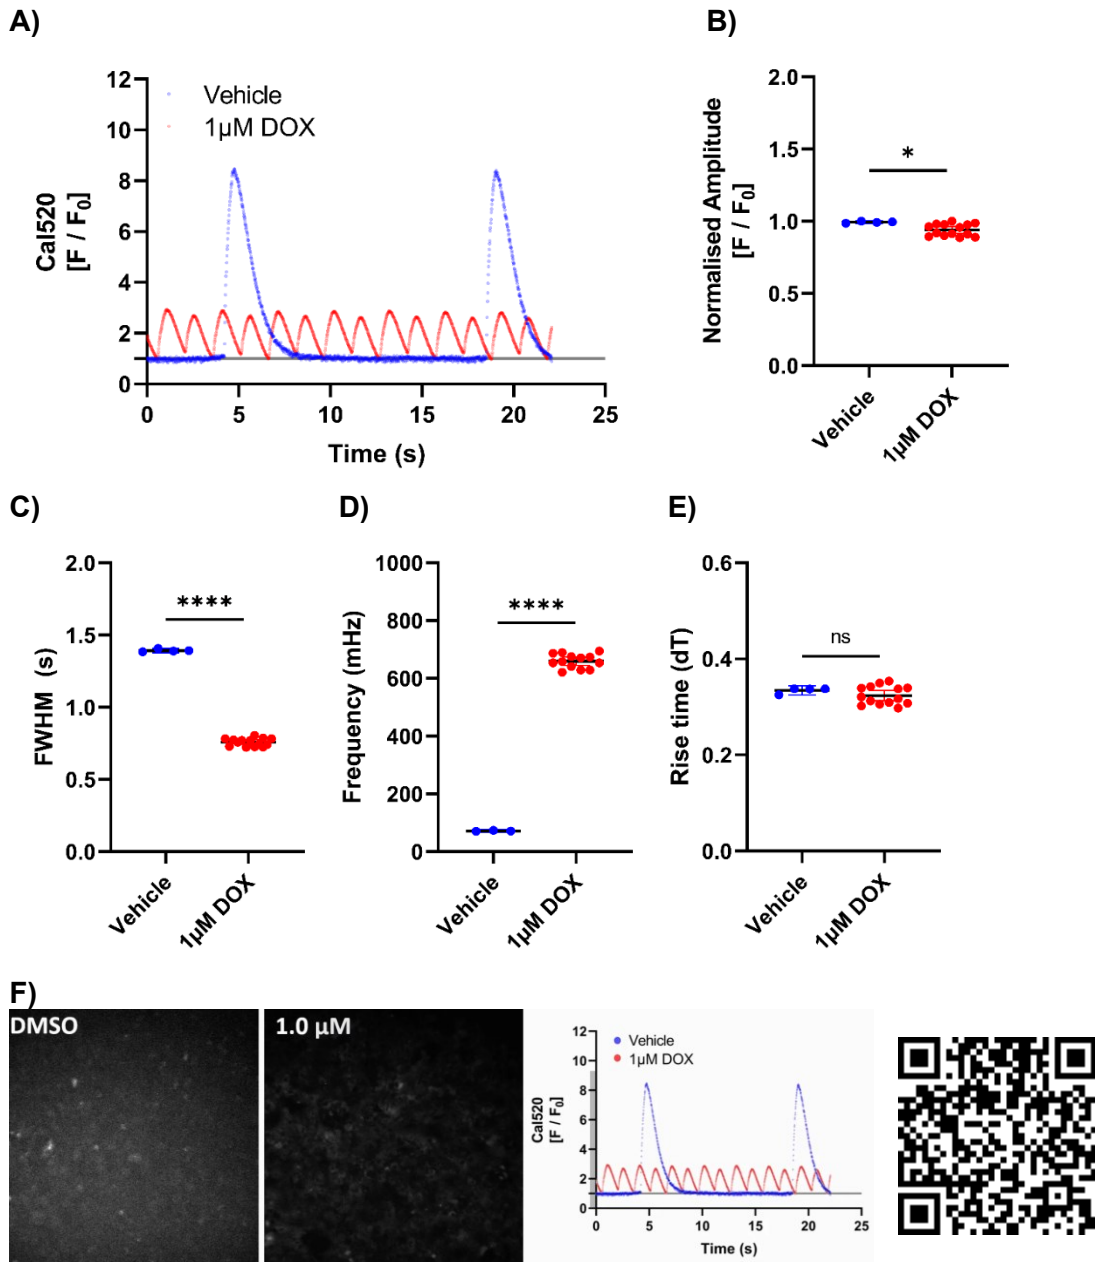 A)
12
10
8
6
4
2
0
Cal520
[F / F₀]
Vehicle
1µM DOX
0 5 10 15 20 25
Time (s)
B)
2.0
1.5
1.0
0.5
0.0
Normalised Amplitude
[F / F₀]
*
Vehicle
1µM DOX
C)
2.0
1.5
1.0
0.5
0.0
FWHM (s)
****
Vehicle
1µM DOX
D)
1000
800
600
400
200
0
Frequency (mHz)
****
Vehicle
1µM DOX
E)
0.6
0.4
0.2
0.0
Rise time (dT)
ns
Vehicle
1µM DOX
F)
DMSO
1.0 µM
12
10
8
6
4
2
0
Cal520
[F / F₀]
Vehicle
1µM DOX
0 5 10 15 20 25
Time (s)